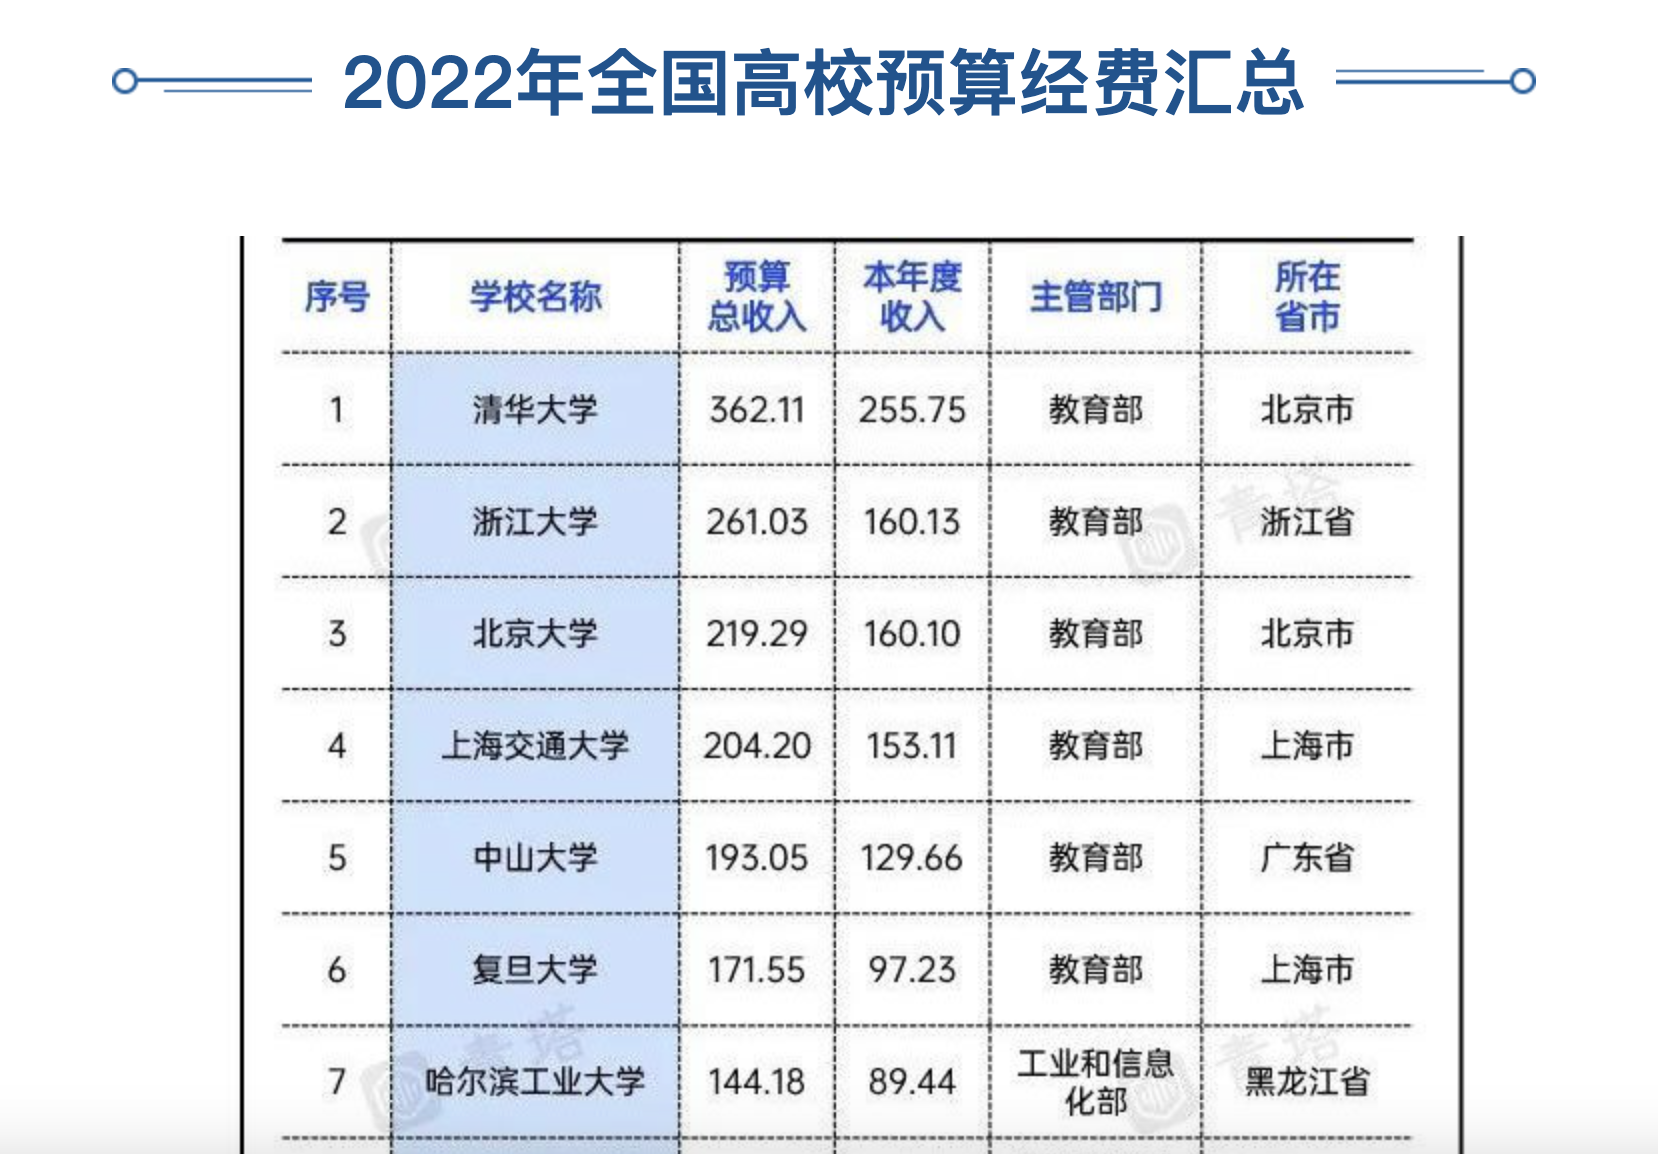 2022年全国高校预算经费汇总
序号 学校名称 预算总收入 本年度收入 主管部门 所在省市
1 清华大学 362.11 255.75 教育部 北京市
2 浙江大学 261.03 160.13 教育部 浙江省
3 北京大学 219.29 160.10 教育部 北京市
4 上海交通大学 204.20 153.11 教育部 上海市
5 中山大学 193.05 129.66 教育部 广东省
6 复旦大学 171.55 97.23 教育部 上海市
7 哈尔滨工业大学 144.18 89.44 工业和信息化部 黑龙江省
青塔
青塔
青塔